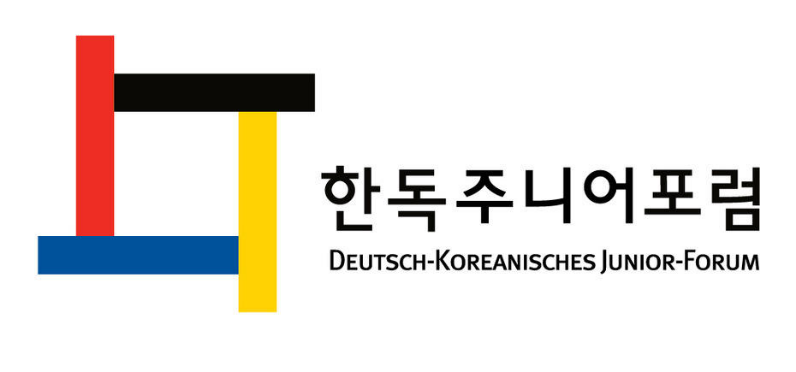 한독주니어포럼
DEUTSCH-KOREANISCHES JUNIOR-FORUM